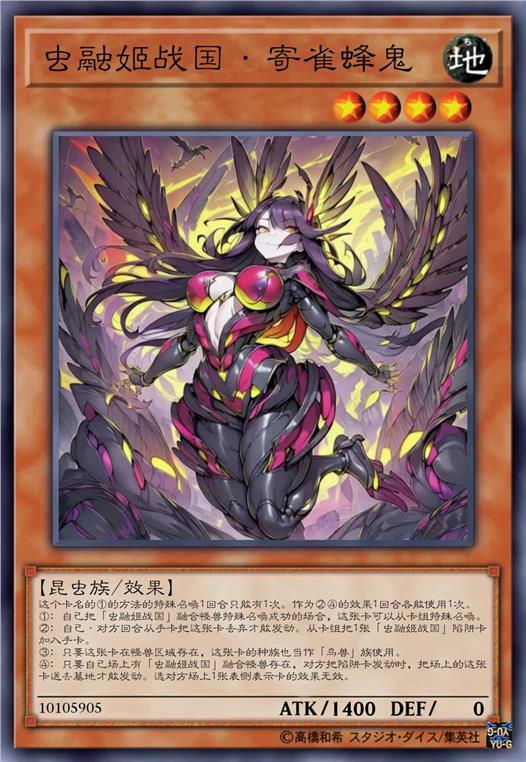 虫融姬战国·寄雀蜂鬼
ち
地
【昆虫族/效果】
这个卡名的①的方法的特殊召唤1回合只能有1次。作为②④的效果1回合各能使用1次。
①:自己把「虫融姬战国」融合怪兽特殊召唤成功的场合,这张卡可以从卡组特殊召唤。
②:自己·对方回合从手卡把这张卡丢弃才能发动。从卡组把1张「虫融姬战国」陷阱卡
加入手卡。
③:只要这张卡在怪兽区域存在,这张卡的种族也当作「鸟兽」族使用。
④:只要自己场上有「虫融姬战国」融合怪兽存在,对方把陷阱卡发动时,把场上的这张
卡送去墓地才能发动。选对方场上1张表侧表示卡的效果无效。
10105905
ATK/1400 DEF/ 0
©高橋和希 スタジオ·ダイス/集英社
YU-G
YU-G